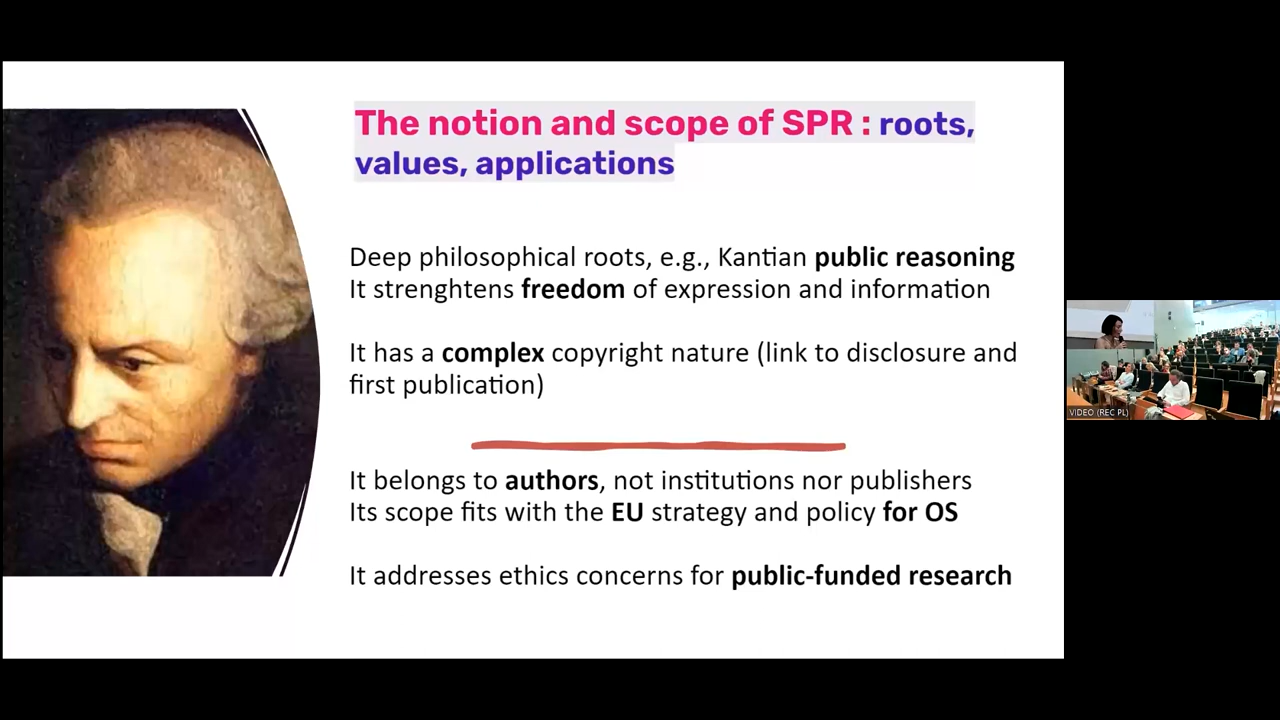 The notion and scope of SPR : roots,
values, applications
Deep philosophical roots, e.g., Kantian public reasoning
It strenghtens freedom of expression and information
It has a complex copyright nature (link to disclosure and
first publication)
It belongs to authors, not institutions nor publishers
Its scope fits with the EU strategy and policy for OS
It addresses ethics concerns for public-funded research
VIDEO (REC PL)